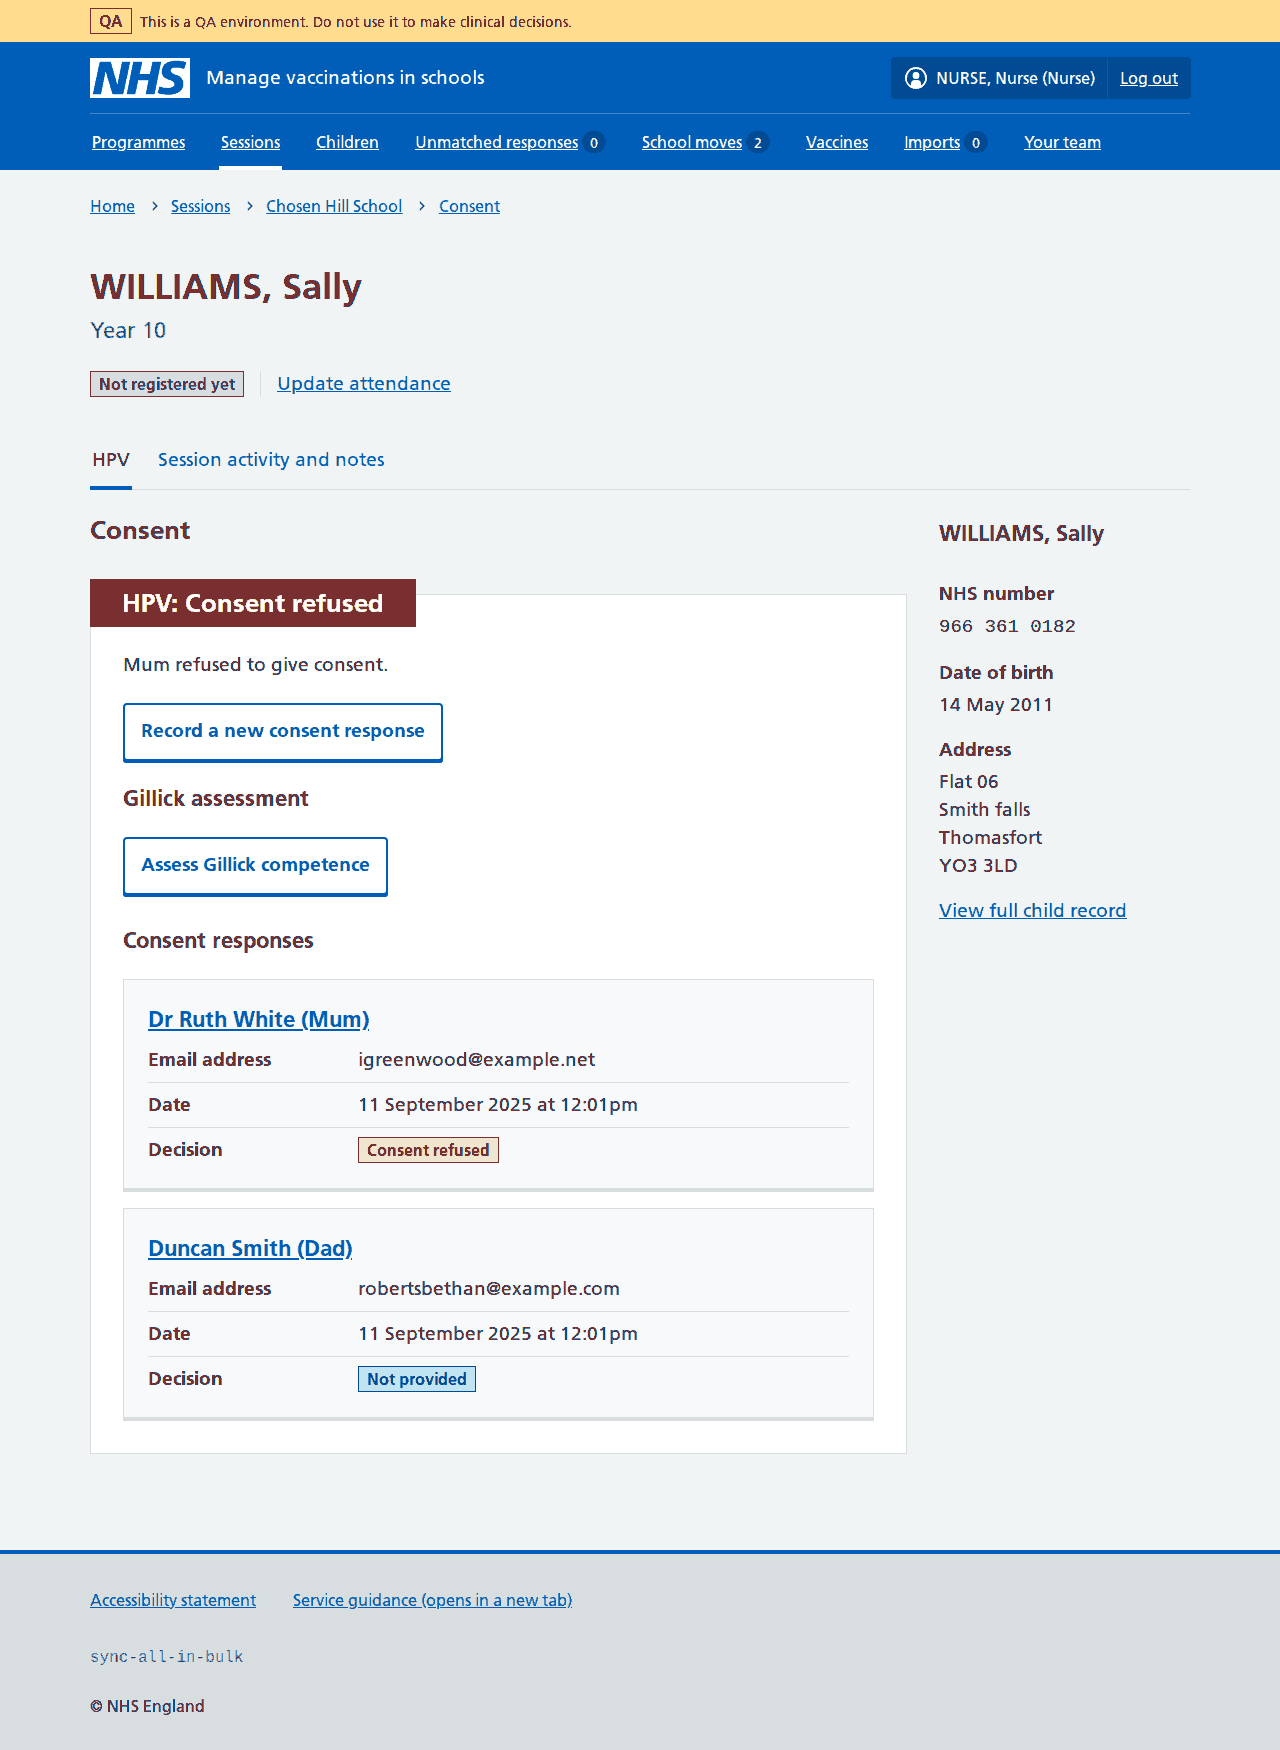 QA This is a QA environment. Do not use it to make clinical decisions.
NHS Manage vaccinations in schools NURSE, Nurse (Nurse) Log out
Programmes Sessions Children Unmatched responses 0 School moves 2 Vaccines Imports 0 Your team
Home Sessions Chosen Hill School Consent
WILLIAMS, Sally
Year 10
Not registered yet Update attendance
HPV Session activity and notes
Consent
HPV: Consent refused
Mum refused to give consent.
Record a new consent response
Gillick assessment
Assess Gillick competence
Consent responses
Dr Ruth White (Mum)
Email address igreenwood@example.net
Date 11 September 2025 at 12:01pm
Decision Consent refused
Duncan Smith (Dad)
Email address robertsbethan@example.com
Date 11 September 2025 at 12:01pm
Decision Not provided
WILLIAMS, Sally
NHS number
966 361 0182
Date of birth
14 May 2011
Address
Flat 06
Smith falls
Thomasfort
YO3 3LD
View full child record
Accessibility statement Service guidance (opens in a new tab)
sync-all-in-bulk
© NHS England